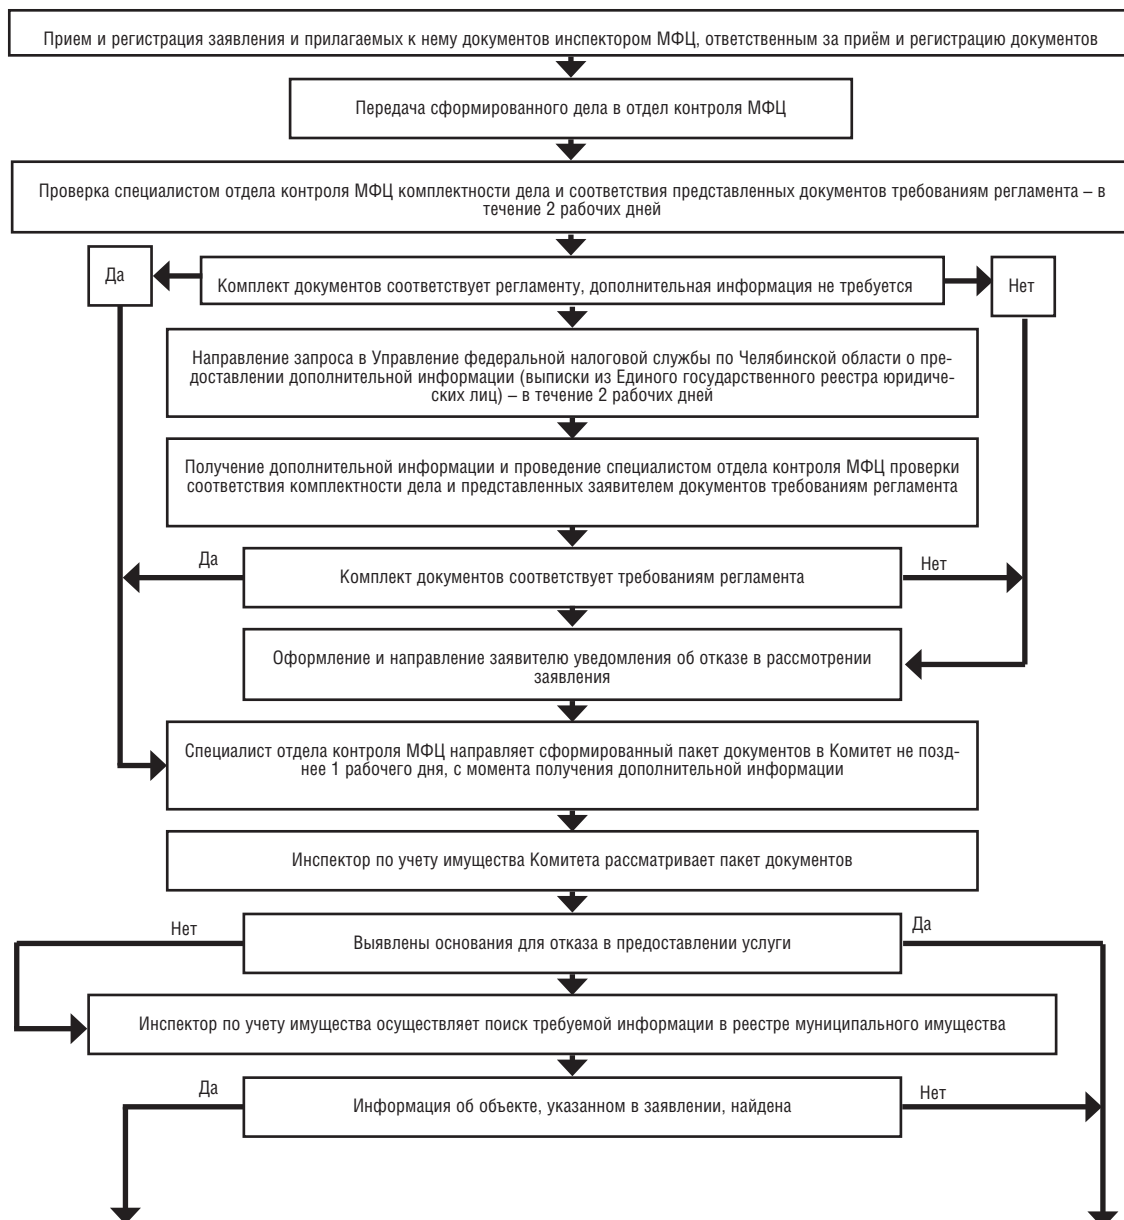 Прием и регистрация заявления и прилагаемых к нему документов инспектором МФЦ, ответственным за приём и регистрацию документов
Передача сформированного дела в отдел контроля МФЦ
Проверка специалистом отдела контроля МФЦ комплектности дела и соответствия представленных документов требованиям регламента – в
течение 2 рабочих дней
Да
Комплект документов соответствует регламенту, дополнительная информация не требуется
Нет
Направление запроса в Управление федеральной налоговой службы по Челябинской области о пре-
доставлении дополнительной информации (выписки из Единого государственного реестра юридиче-
ских лиц) – в течение 2 рабочих дней
Получение дополнительной информации и проведение специалистом отдела контроля МФЦ проверки
соответствия комплектности дела и представленных заявителем документов требованиям регламента
Да
Комплект документов соответствует требованиям регламента
Нет
Оформление и направление заявителю уведомления об отказе в рассмотрении
заявления
Специалист отдела контроля МФЦ направляет сформированный пакет документов в Комитет не позд-
нее 1 рабочего дня, с момента получения дополнительной информации
Инспектор по учету имущества Комитета рассматривает пакет документов
Нет
Выявлены основания для отказа в предоставлении услуги
Да
Инспектор по учету имущества осуществляет поиск требуемой информации в реестре муниципального имущества
Да
Информация об объекте, указанном в заявлении, найдена
Нет